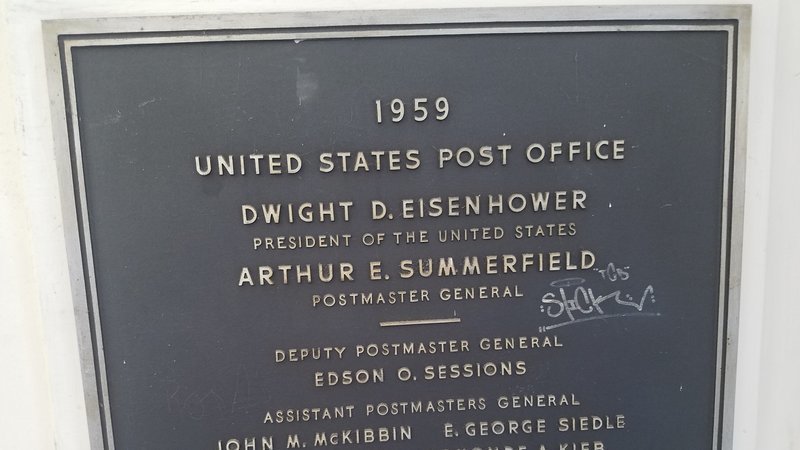 1959
UNITED STATES POST OFFICE
DWIGHT D. EISENHOWER
PRESIDENT OF THE UNITED STATES
ARTHUR E. SUMMERFIELD
POSTMASTER GENERAL
DEPUTY POSTMASTER GENERAL
EDSON O. SESSIONS
ASSISTANT POSTMASTERS GENERAL
JOHN M. McKIBBIN E. GEORGE SIEDLE
A. KIEB